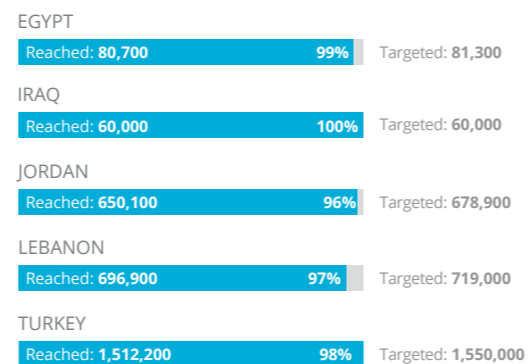 EGYPT
Reached: 80,700 99% Targeted: 81,300
IRAQ
Reached: 60,000 100% Targeted: 60,000
JORDAN
Reached: 650,100 96% Targeted: 678,900
LEBANON
Reached: 696,900 97% Targeted: 719,000
TURKEY
Reached: 1,512,200 98% Targeted: 1,550,000